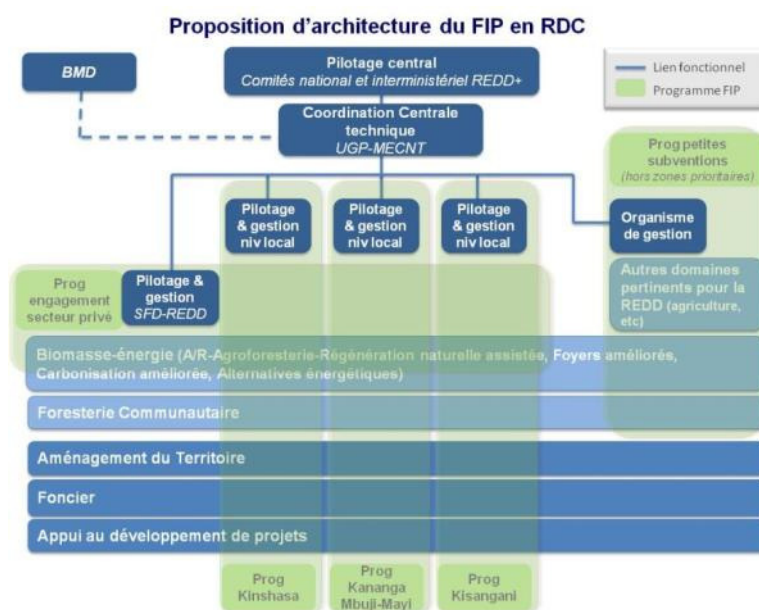 Proposition d'architecture du FIP en RDC
BMD
Pilotage central
Comités national et interministériel REDD+
Lien fonctionnel
Programme FIP
Coordination Centrale
technique
UGP-MECNT
Prog petites
subventions
(hors zones prioritaires)
Pilotage
& gestion
niv local
Pilotage
& gestion
niv local
Pilotage
& gestion
niv local
Organisme
de gestion
Prog
engagement
secteur privé
Pilotage &
gestion
SFD-REDD
Autres domaines
pertinents pour la
REDD (agriculture,
etc)
Biomasse-énergie (A/R-Agroforesterie-Régénération naturelle assistée, Foyers améliorés,
Carbonisation améliorée, Alternatives énergétiques)
Foresterie Communautaire
Aménagement du Territoire
Foncier
Appui au développement de projets
Prog
Kinshasa
Prog
Kananga
Mbuji-Mayi
Prog
Kisangani